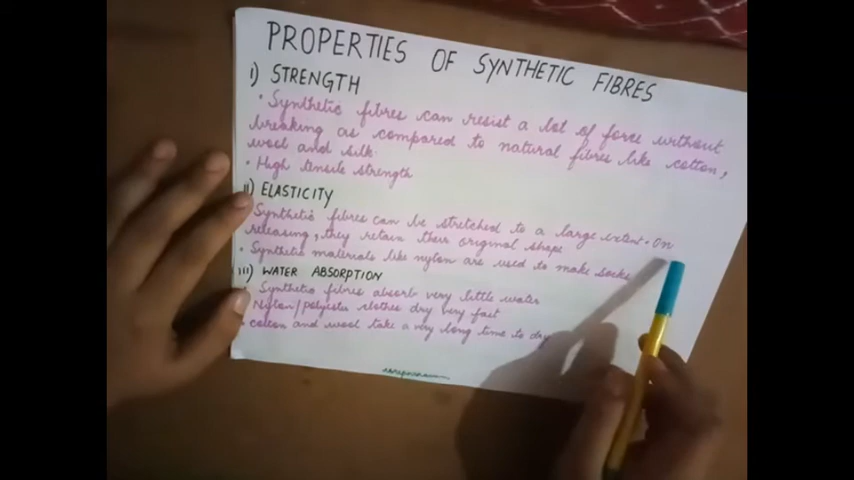 PROPERTIES OF SYNTHETIC FIBRES
i) STRENGTH
• Synthetic fibres can resist a lot of force without
breaking as compared to natural fibres like cotton,
wool and silk.
• High tensile strength
ii) ELASTICITY
Synthetic fibres can be stretched to a large extent. On
releasing, they retain their original shape
• Synthetic materials like nylon are used to make socks
iii) WATER ABSORPTION
Synthetic fibres absorb very little water
Nylon/polyester clothes dry very fast
• Cotton and wool take a very long time to dry